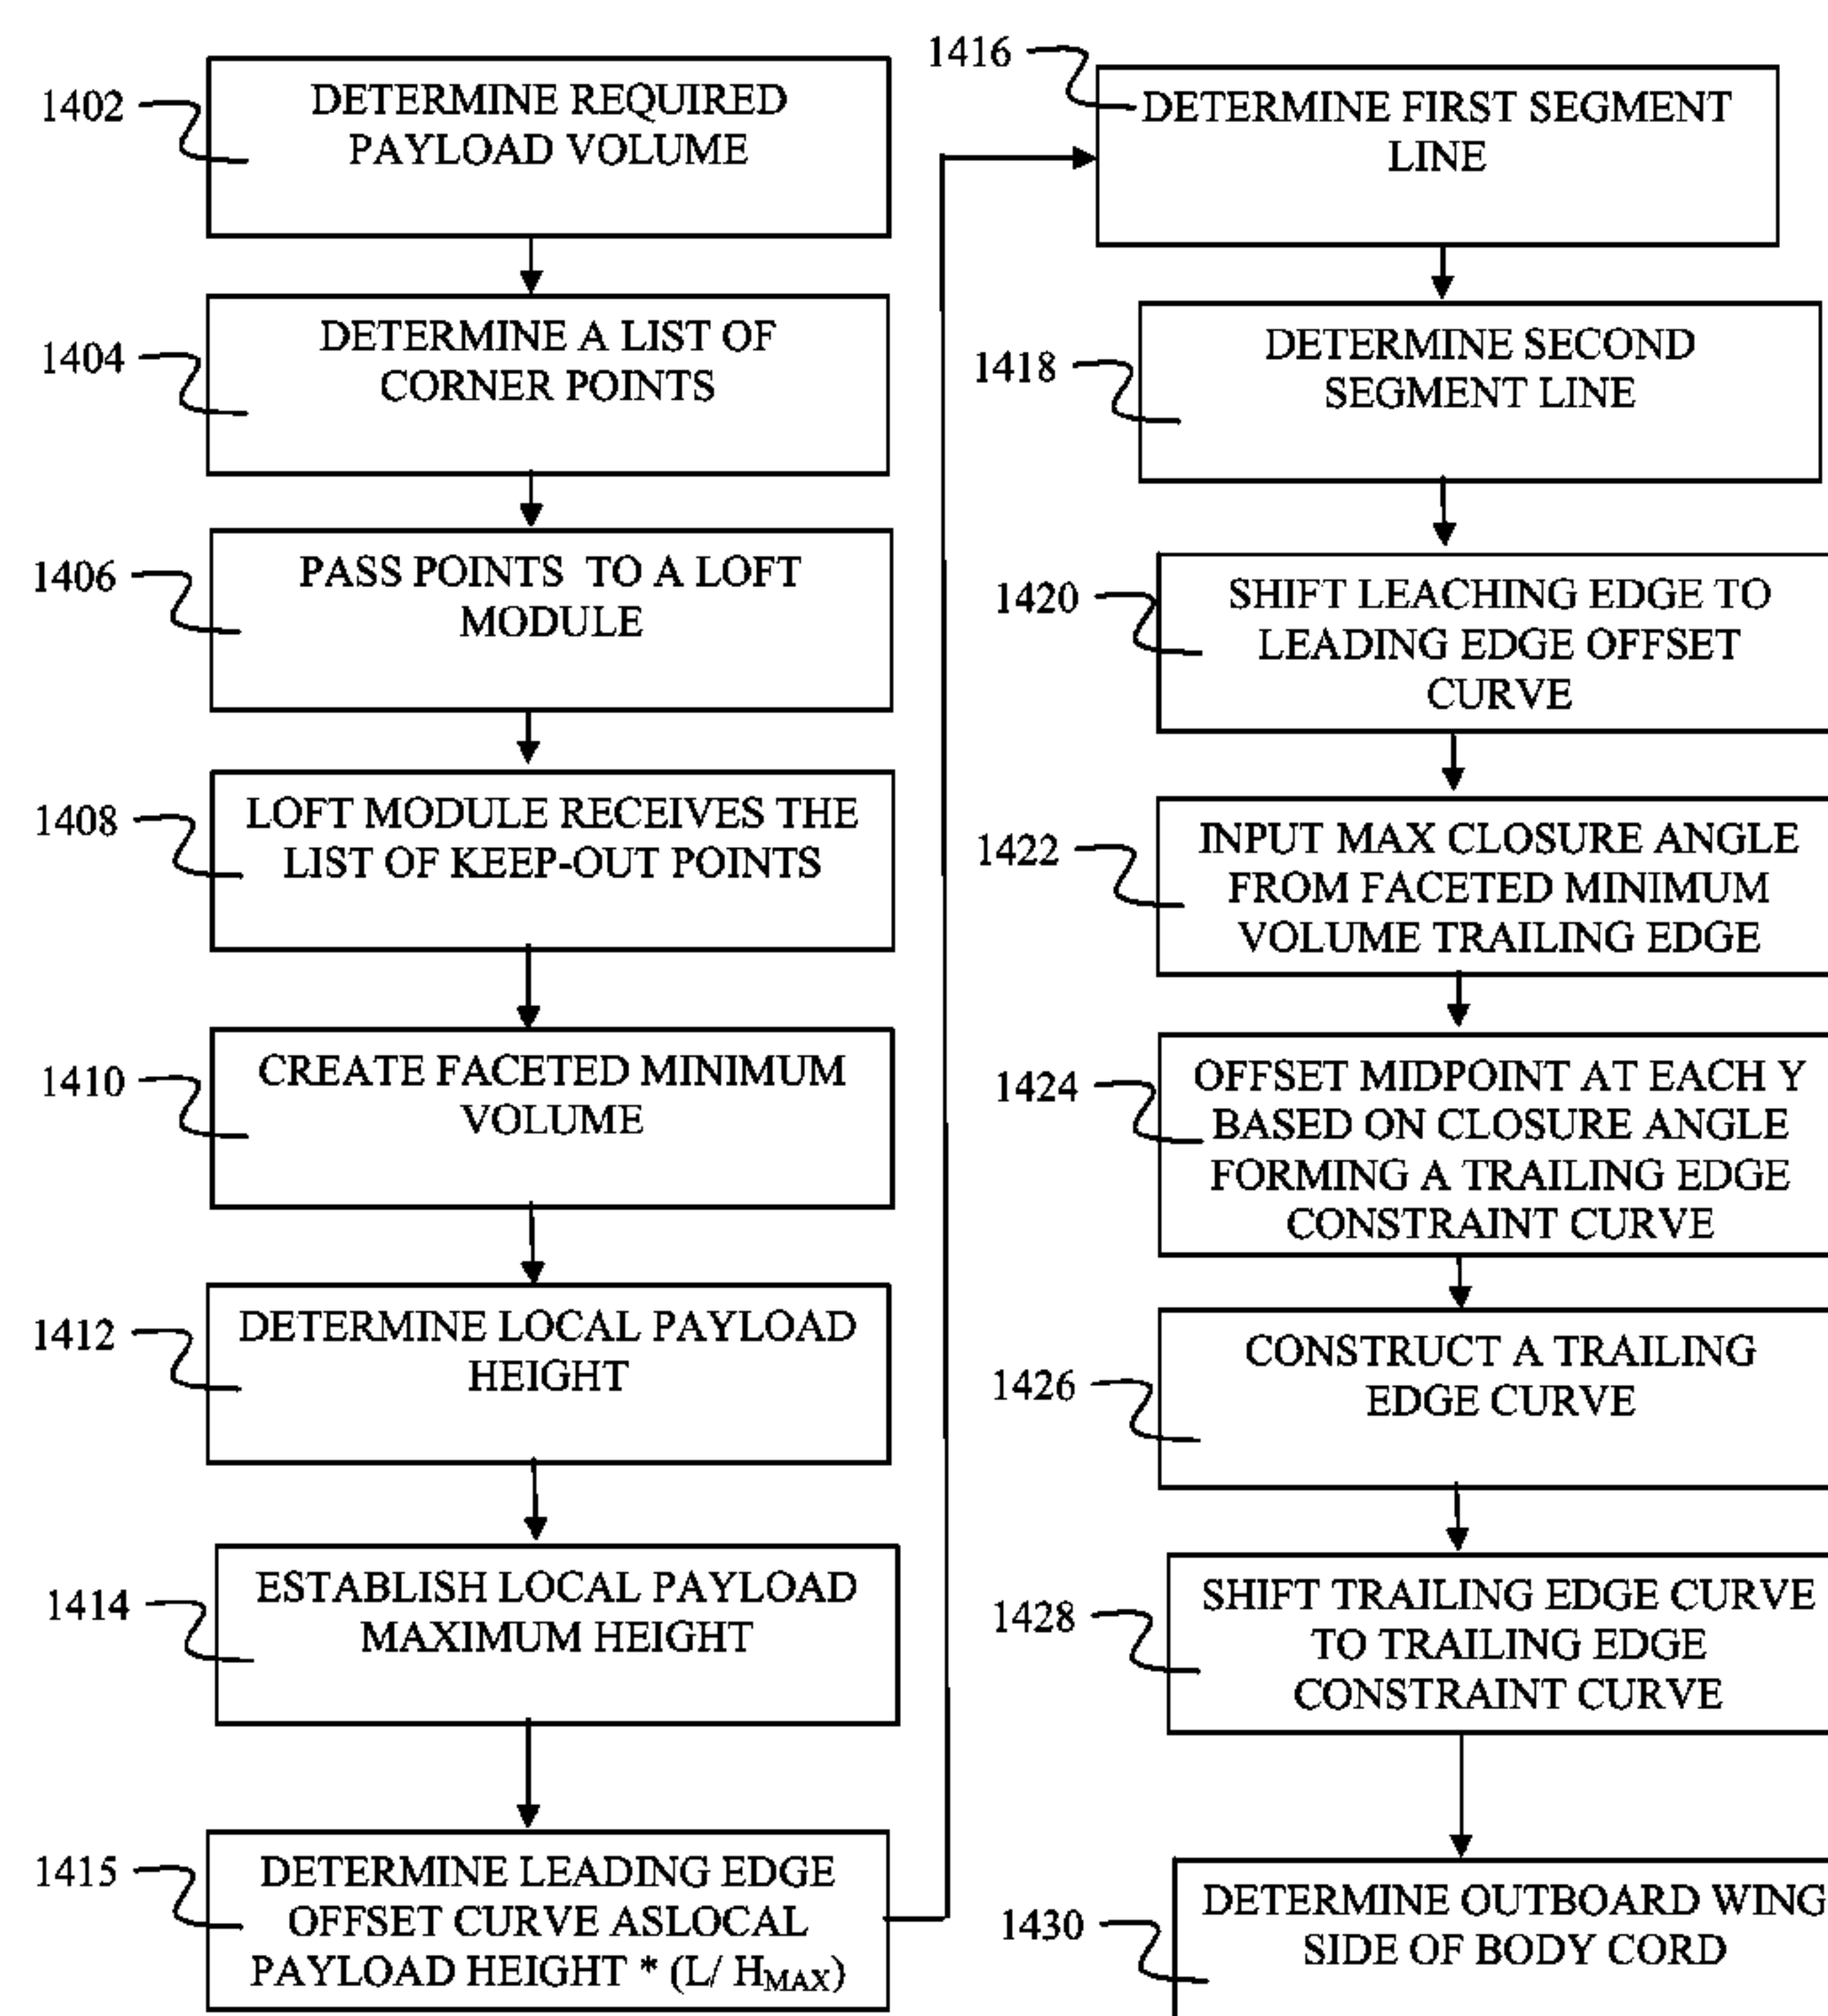 1402
DETERMINE REQUIRED
PAYLOAD VOLUME
1404
DETERMINE A LIST OF
CORNER POINTS
1406
PASS POINTS TO A LOFT
MODULE
1408
LOFT MODULE RECEIVES THE
LIST OF KEEP-OUT POINTS
1410
CREATE FACETED MINIMUM
VOLUME
1412
DETERMINE LOCAL PAYLOAD
HEIGHT
1414
ESTABLISH LOCAL PAYLOAD
MAXIMUM HEIGHT
1415
DETERMINE LEADING EDGE
OFFSET CURVE ASLOCAL
PAYLOAD HEIGHT * (L/ HMAX)
1416
DETERMINE FIRST SEGMENT
LINE
1418
DETERMINE SECOND
SEGMENT LINE
1420
SHIFT LEACHING EDGE TO
LEADING EDGE OFFSET
CURVE
1422
INPUT MAX CLOSURE ANGLE
FROM FACETED MINIMUM
VOLUME TRAILING EDGE
1424
OFFSET MIDPOINT AT EACH Y
BASED ON CLOSURE ANGLE
FORMING A TRAILING EDGE
CONSTRAINT CURVE
1426
CONSTRUCT A TRAILING
EDGE CURVE
1428
SHIFT TRAILING EDGE CURVE
TO TRAILING EDGE
CONSTRAINT CURVE
1430
DETERMINE OUTBOARD WING
SIDE OF BODY CORD